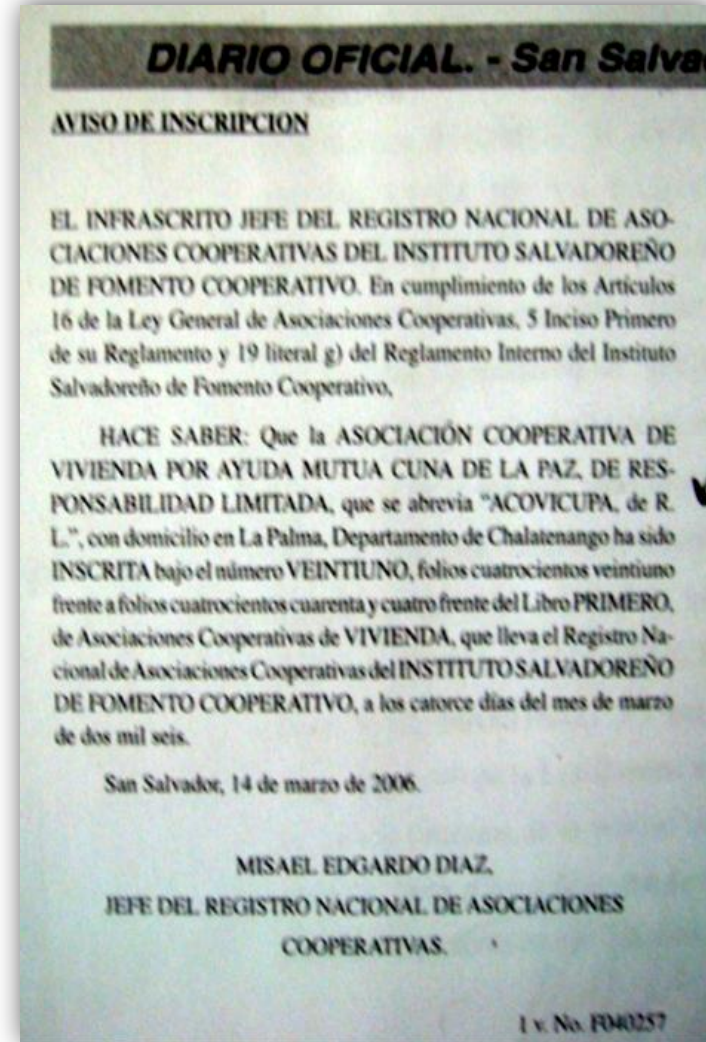 DIARIO OFICIAL. - San Salva
AVISO DE INSCRIPCION
EL INFRASCRITO JEFE DEL REGISTRO NACIONAL DE ASO-
CIACIONES COOPERATIVAS DEL INSTITUTO SALVADOREÑO
DE FOMENTO COOPERATIVO. En cumplimiento de los Artículos
16 de la Ley General de Asociaciones Cooperativas, 5 Inciso Primero
de su Reglamento y 19 literal g) del Reglamento Interno del Instituto
Salvadoreño de Fomento Cooperativo,
HACE SABER: Que la ASOCIACIÓN COOPERATIVA DE
VIVIENDA POR AYUDA MUTUA CUNA DE LA PAZ, DE RES-
PONSABILIDAD LIMITADA, que se abrevia "ACOVICUPA, de R.
L.", con domicilio en La Palma, Departamento de Chalatenango ha sido
INSCRITA bajo el número VEINTIUNO, folios cuatrocientos veintiuno
frente a folios cuatrocientos cuarenta y cuatro frente del Libro PRIMERO,
de Asociaciones Cooperativas de VIVIENDA, que lleva el Registro Na-
cional de Asociaciones Cooperativas del INSTITUTO SALVADOREÑO
DE FOMENTO COOPERATIVO, a los catorce días del mes de marzo
de dos mil seis.
San Salvador, 14 de marzo de 2006.
MISAEL EDGARDO DIAZ,
JEFE DEL REGISTRO NACIONAL DE ASOCIACIONES
COOPERATIVAS.
1 v. No. F040257